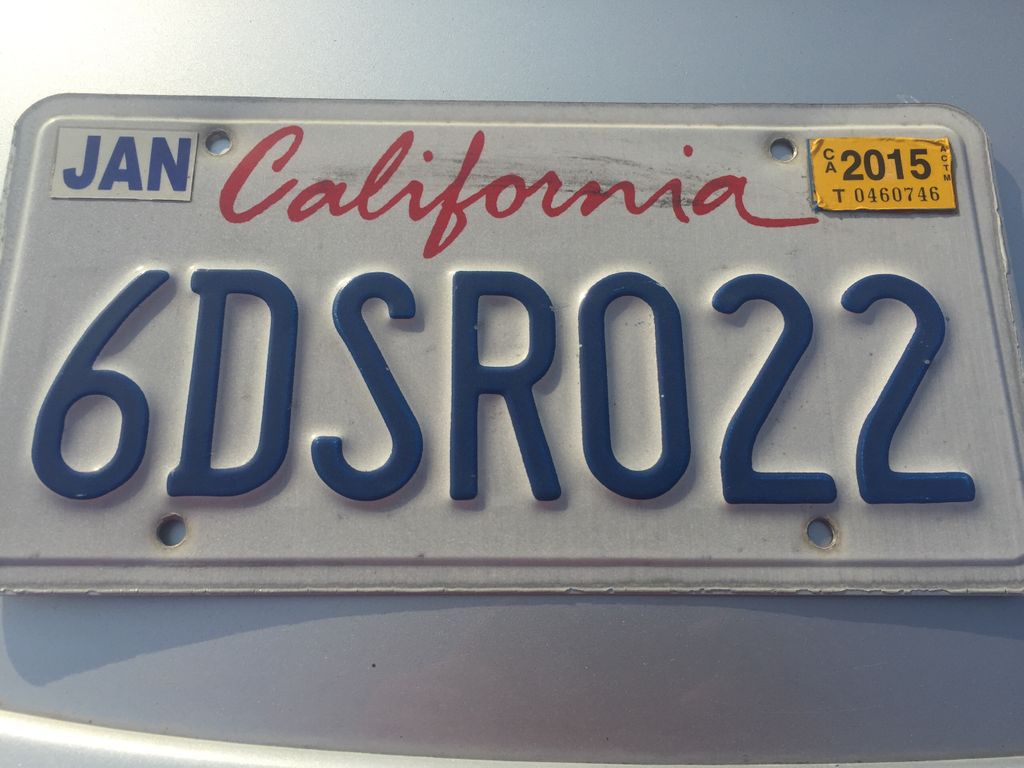 JAN California CA 2015 ACTM
T 0460746
6DSR022